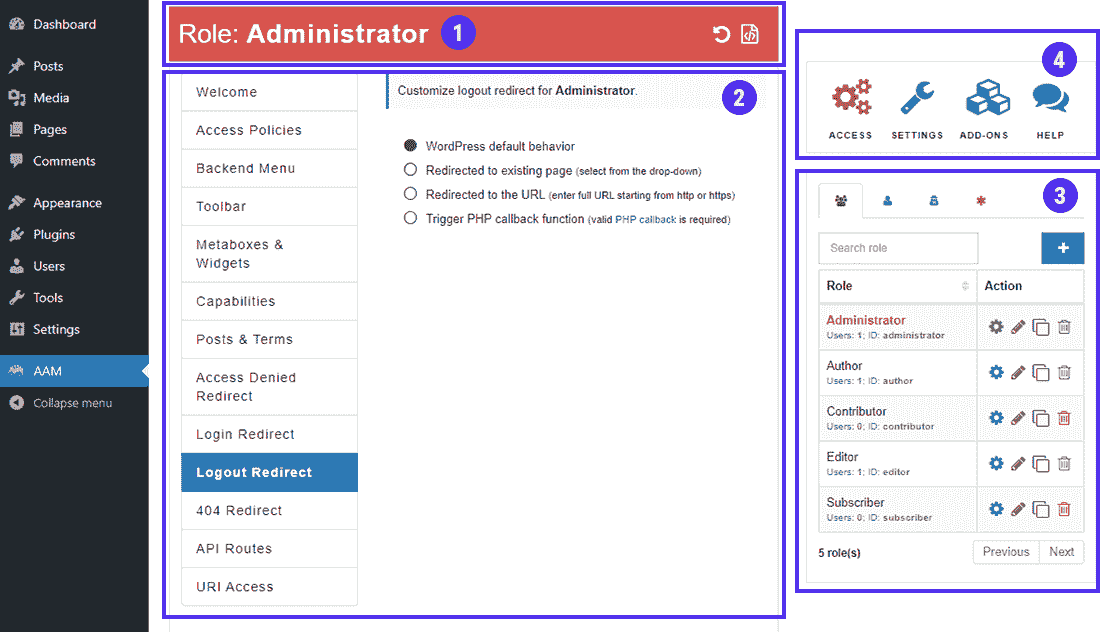 Dashboard
Posts
Media
Pages
Comments
Appearance
Plugins
Users
Tools
Settings
AAM
Collapse menu
Role: Administrator 1
Welcome
Access Policies
Backend Menu
Toolbar
Metaboxes &
Widgets
Capabilities
Posts & Terms
Access Denied
Redirect
Login Redirect
Logout Redirect
404 Redirect
API Routes
URI Access
Customize logout redirect for Administrator.
2
WordPress default behavior
Redirected to existing page (select from the drop-down)
Redirected to the URL (enter full URL starting from http or https)
Trigger PHP callback function (valid PHP callback is required)
4
ACCESS SETTINGS ADD-ONS HELP
3
Search role
+
Role Action
Administrator
Users: 1; ID: administrator
Author
Users: 1; ID: author
Contributor
Users: 0; ID: contributor
Editor
Users: 1; ID: editor
Subscriber
Users: 0; ID: subscriber
5 role(s) Previous Next